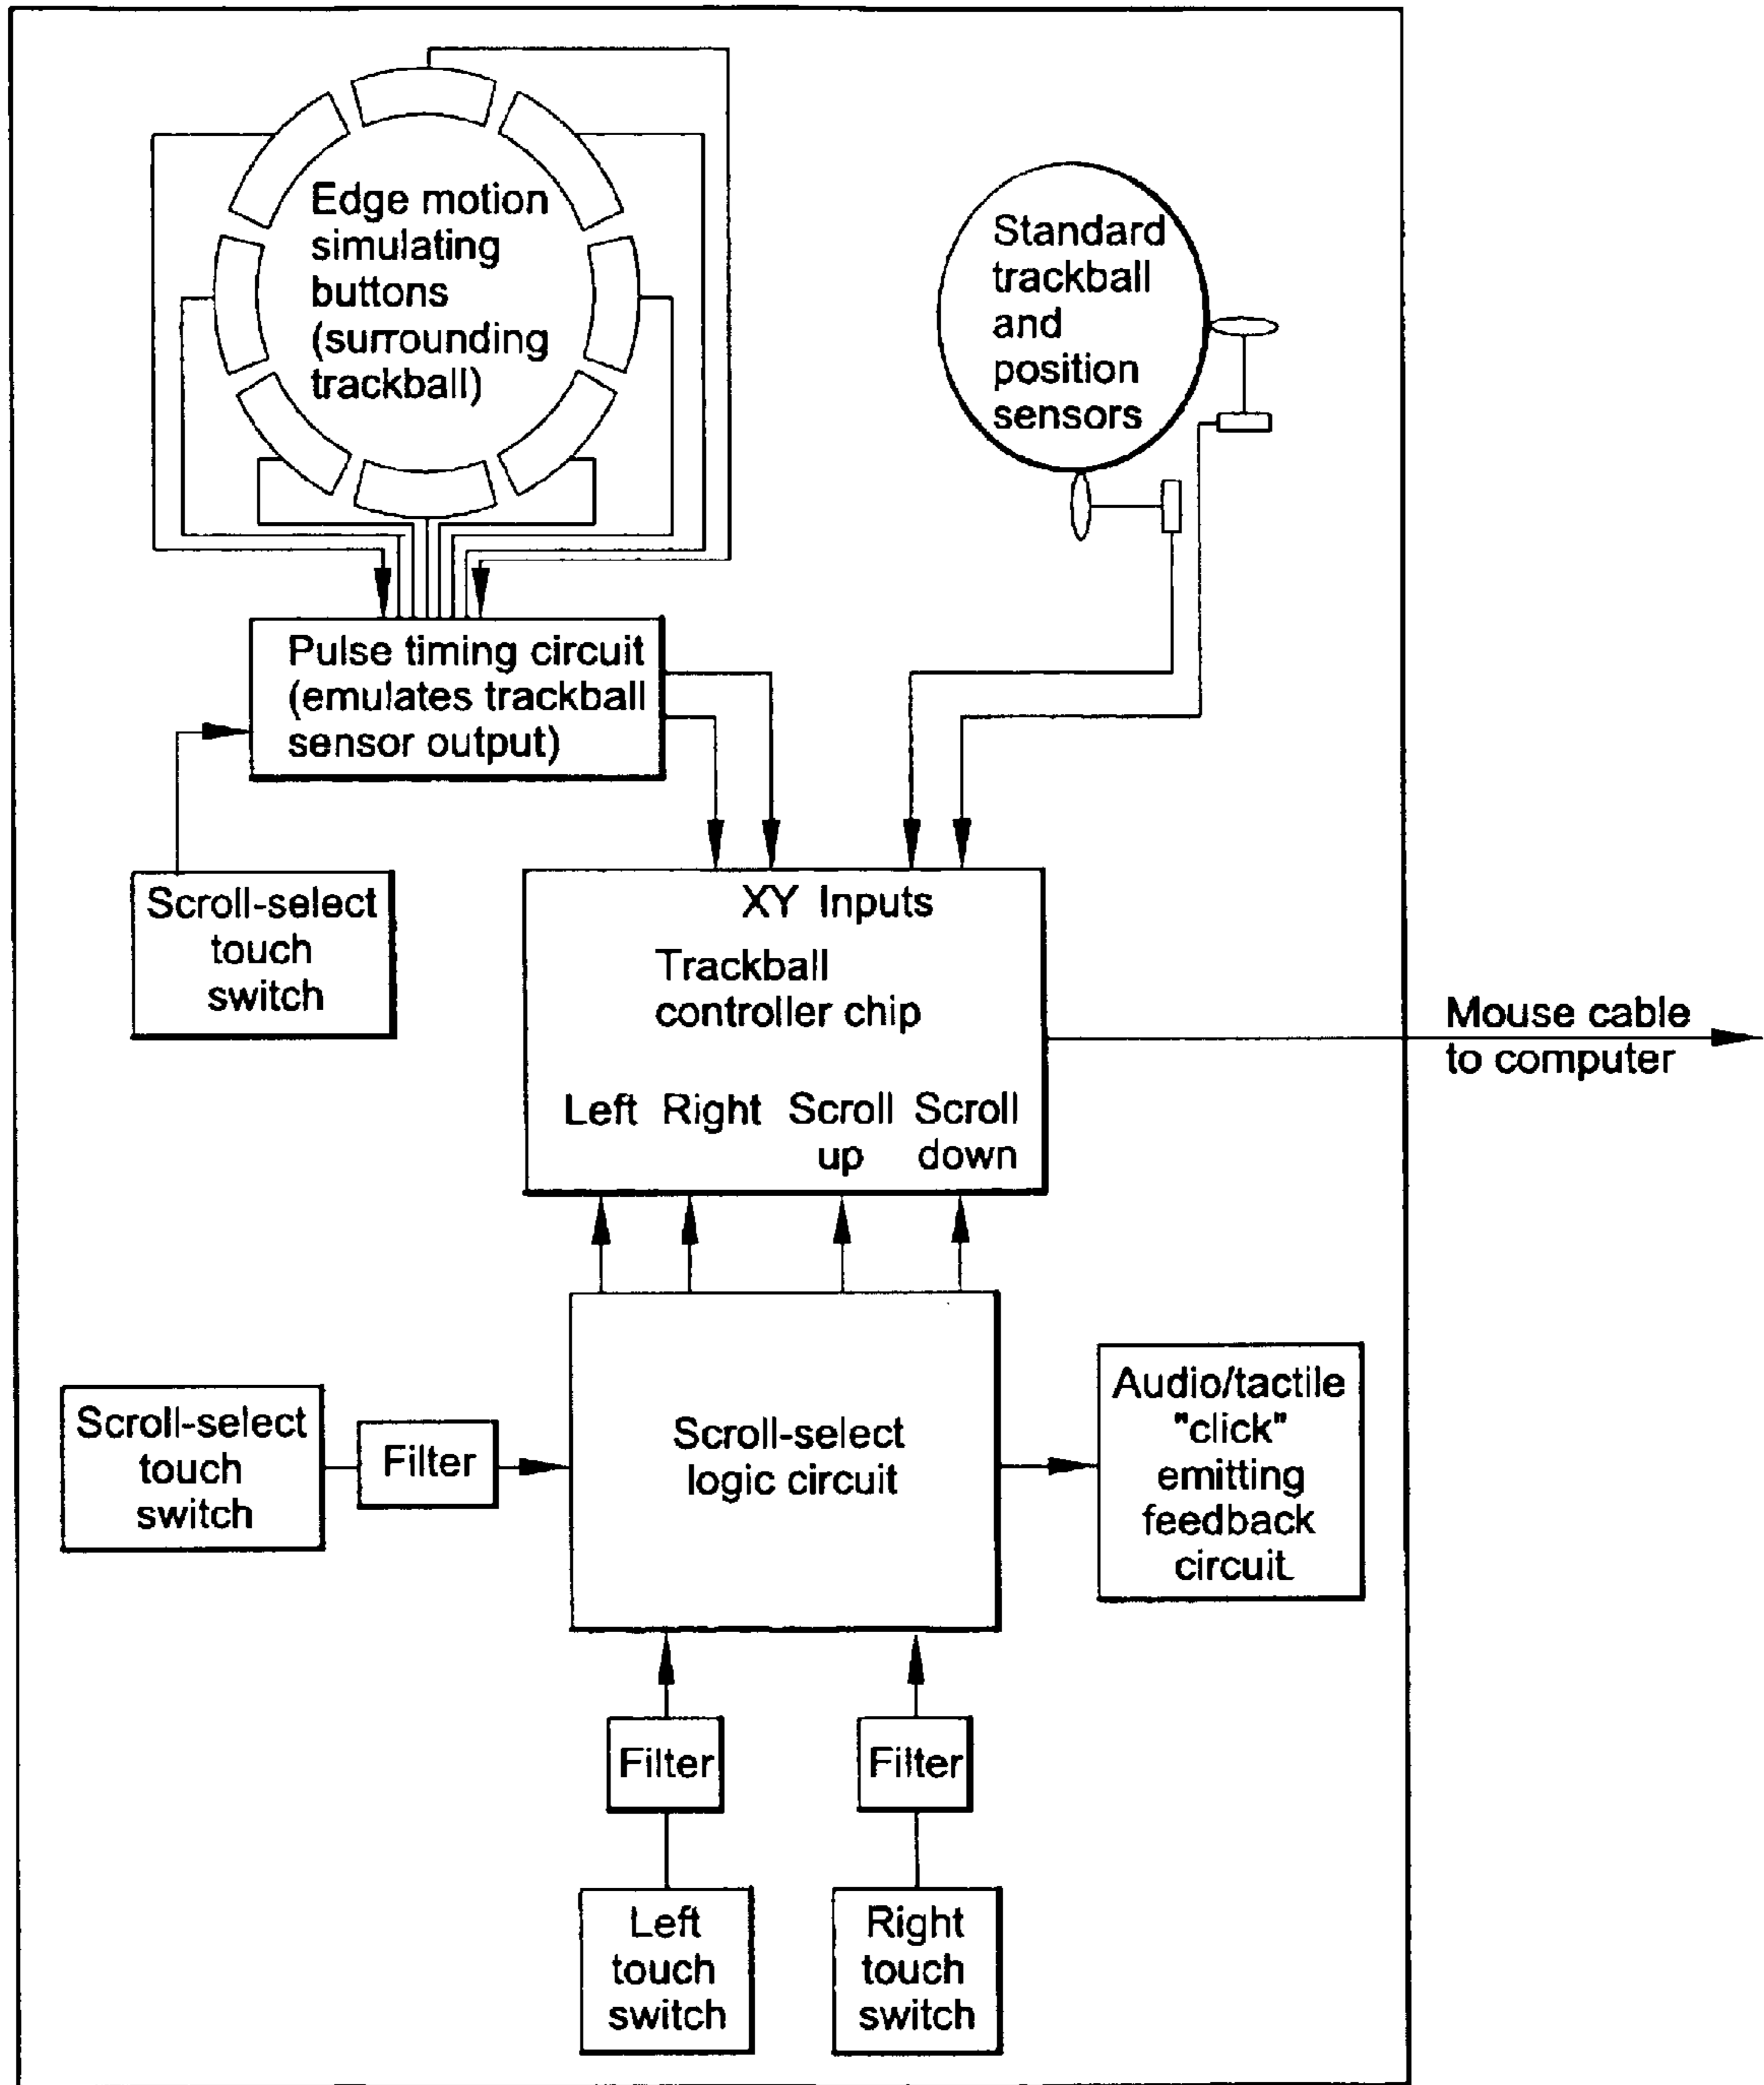 Edge motion
simulating
buttons
(surrounding
trackball)
Standard
trackball
and
position
sensors
Pulse timing circuit
(emulates trackball
sensor output)
Scroll-select
touch
switch
XY Inputs
Trackball
controller chip
Left Right Scroll up Scroll down
Mouse cable
to computer
Scroll-select
touch
switch
Filter
Scroll-select
logic circuit
Audio/tactile
"click"
emitting
feedback
circuit
Filter
Filter
Left
touch
switch
Right
touch
switch